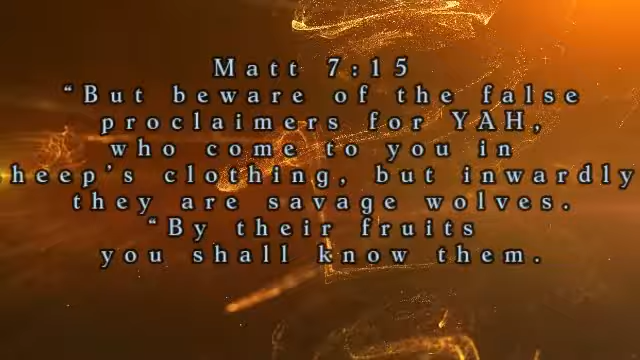 Matt 7:15
“But beware of the false
proclaimers for YAH,
who come to you in
heep’s clothing, but inwardly
they are savage wolves.
“By their fruits
you shall know them.